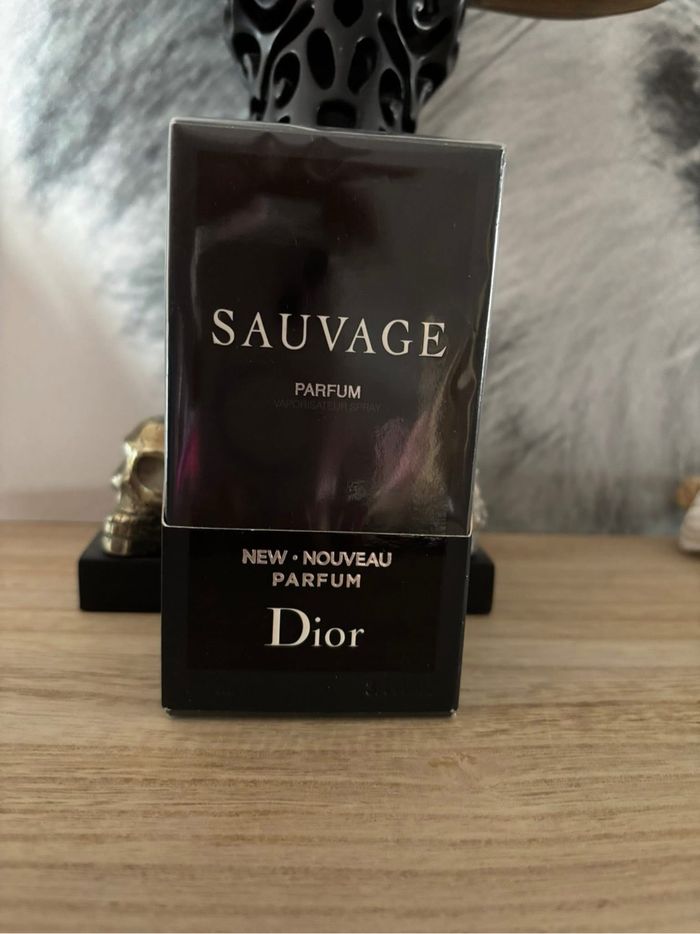 SAUVAGE
PARFUM
VAPORISATEUR SPRAY
NEW • NOUVEAU
PARFUM
Dior